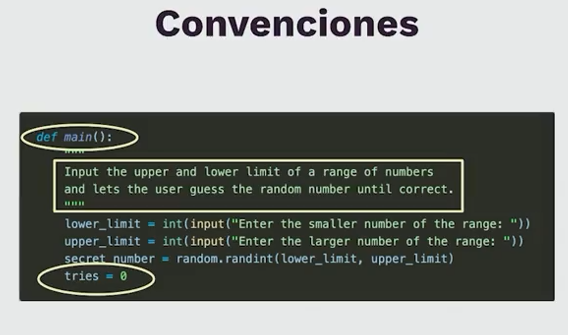 Convenciones
def main():
"""
Input the upper and lower limit of a range of numbers
and lets the user guess the random number until correct.
"""
lower_limit = int(input("Enter the smaller number of the range: "))
upper_limit = int(input("Enter the larger number of the range: "))
secret_number = random.randint(lower_limit, upper_limit)
tries = 0